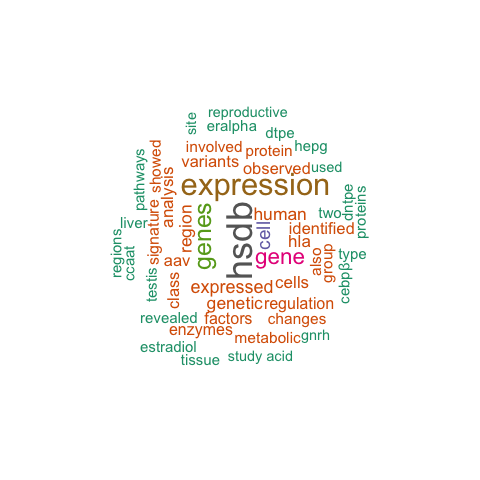 reproductive
site
eralpha
dtpe
involved
protein
hepg
variants
observed
used
showed
pathways
analysis
expression
dntpe
proteins
genes
hsdb
human
two
liver
signature
region
cell
identified
hla
gene
also
group
type
regions
ccaat
aav
testis
class
expressed
cells
cebpβ
genetic
regulation
revealed
factors
changes
enzymes
metabolic
gnrh
estradiol
tissue
study
acid